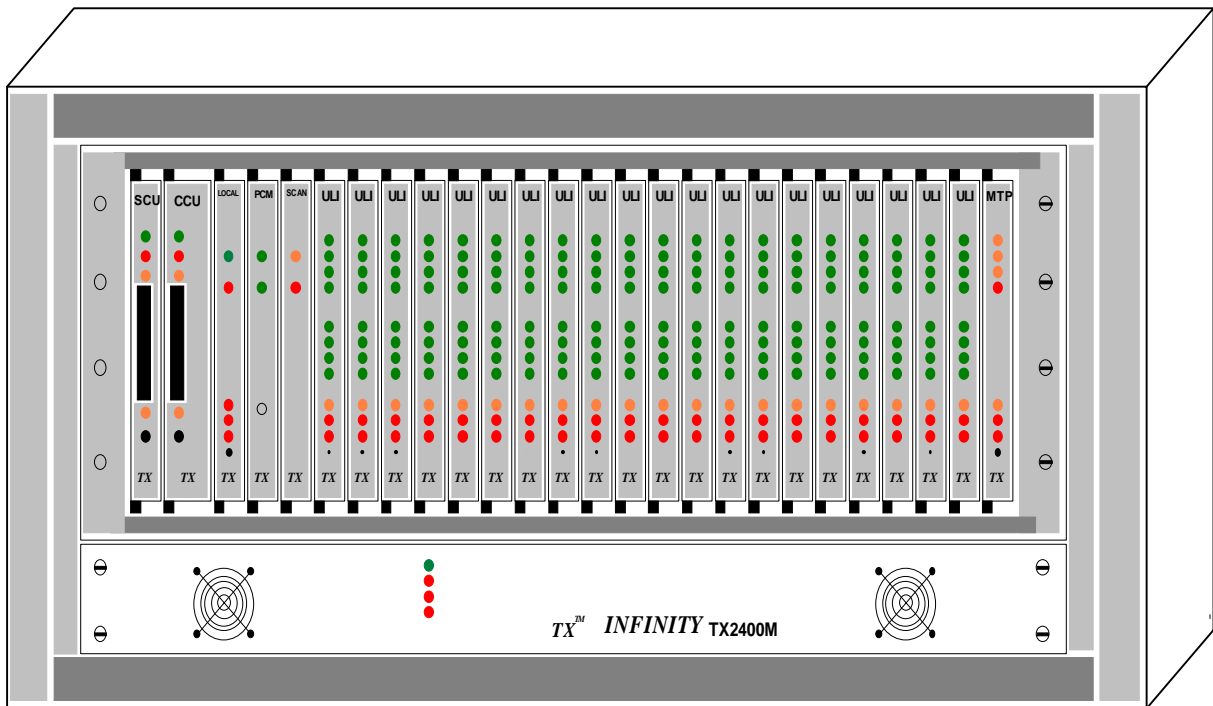 SCU CCU LOCAL PCM SCAN ULI ULI ULI ULI ULI ULI ULI ULI ULI ULI ULI ULI ULI ULI ULI ULI ULI ULI ULI ULI MTP
TX TX TX TX TX TX TX TX TX TX TX TX TX TX TX TX TX TX TX TX TX TX TX TX TX TX
TX™ INFINITY TX2400M